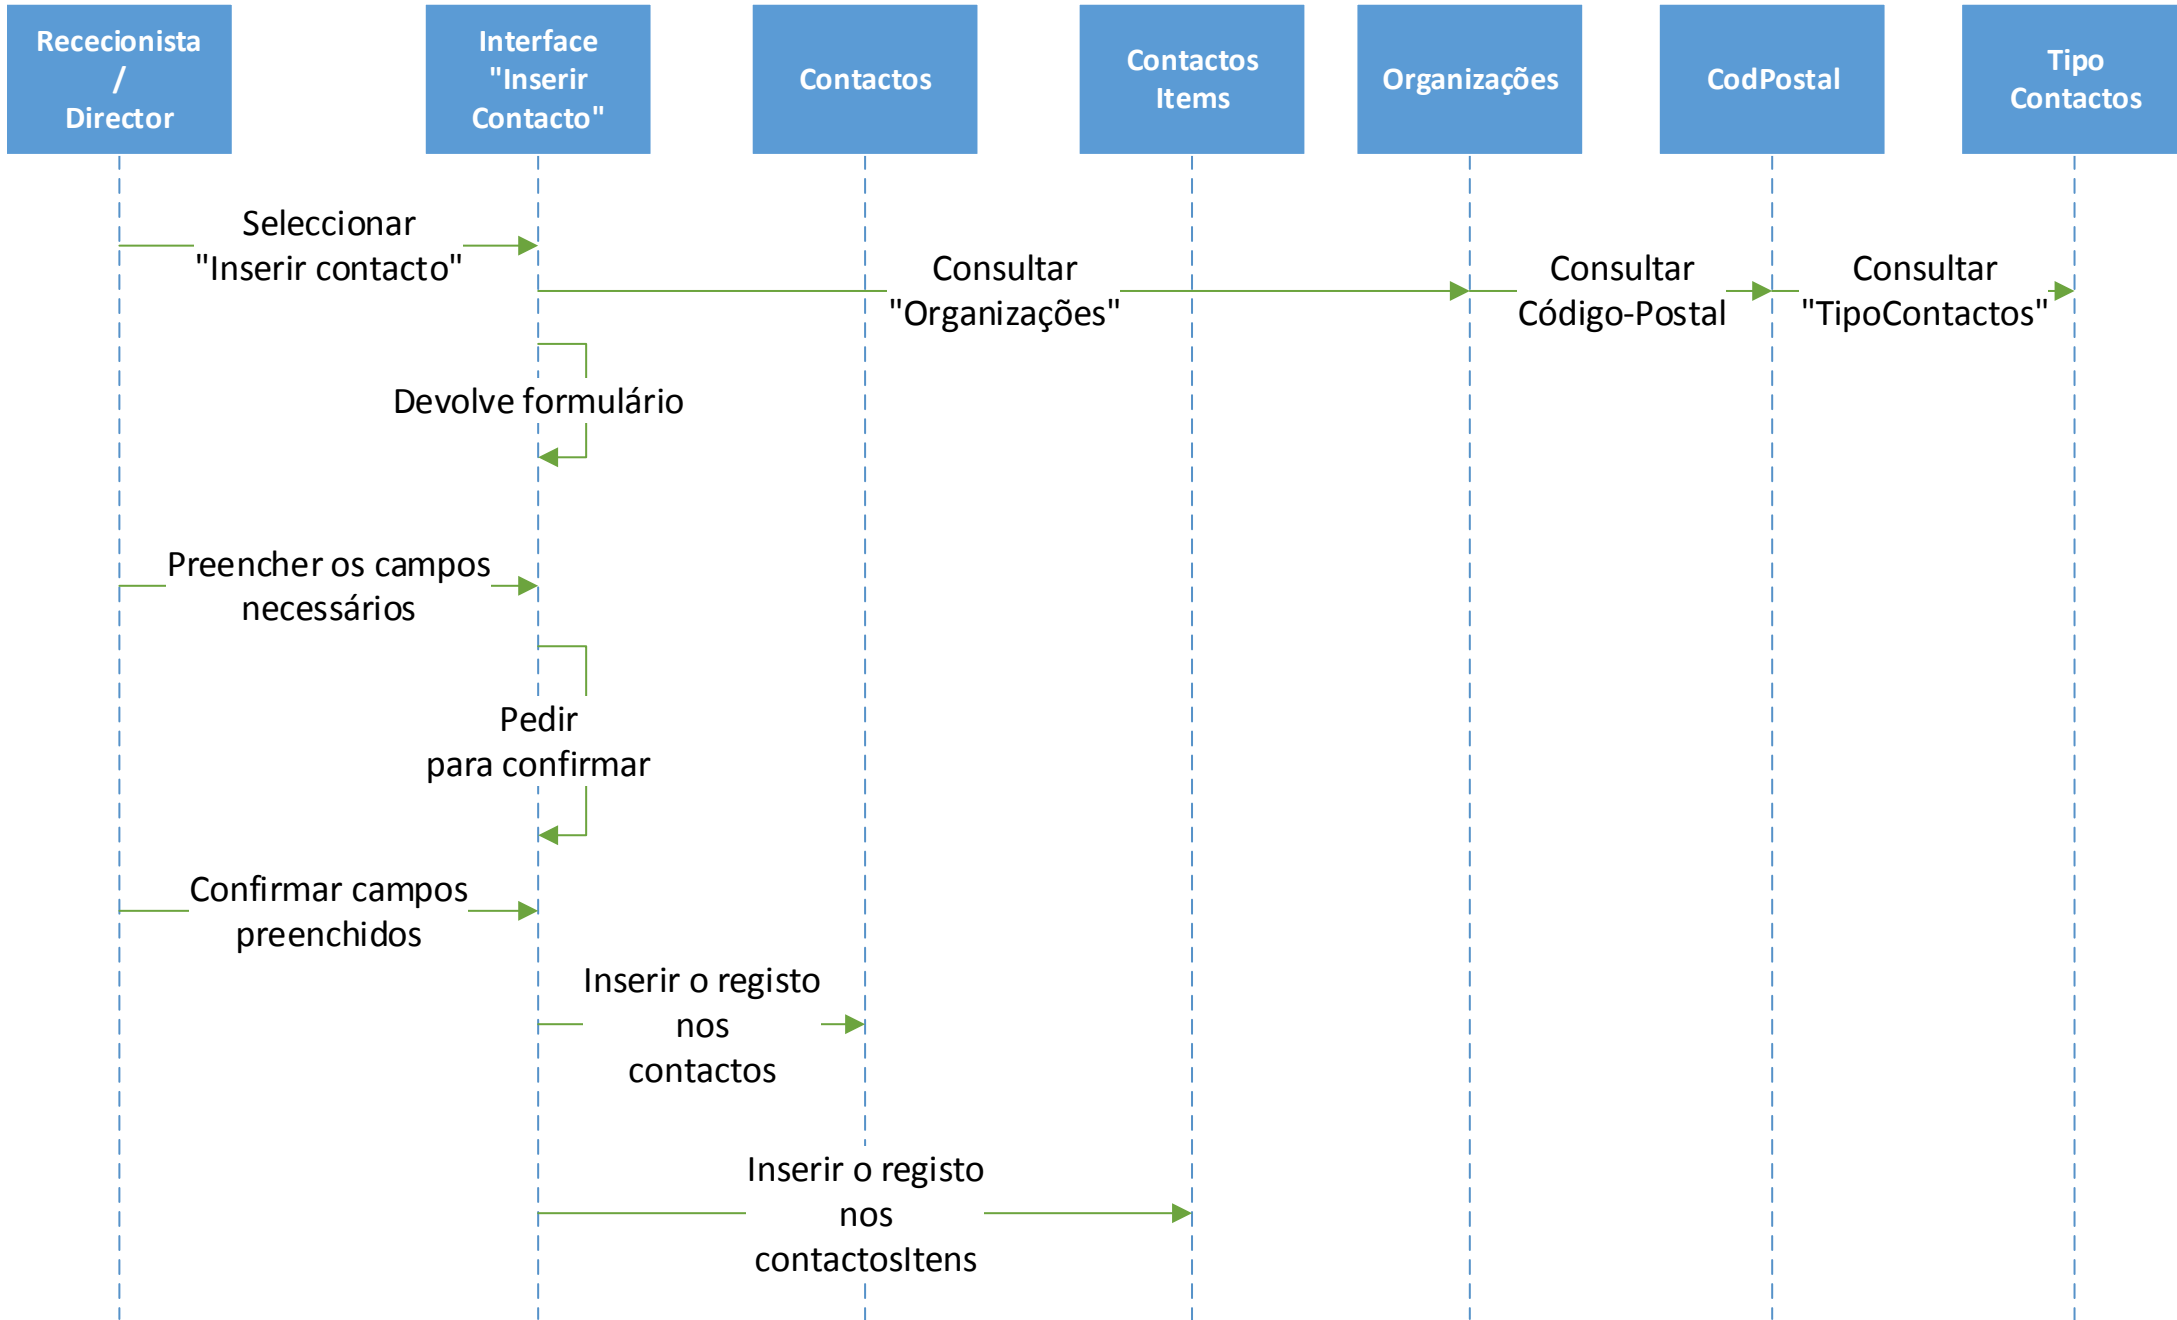 Rececionista
/
Director
Interface
"Inserir
Contacto"
Contactos
Contactos
Items
Organizações
CodPostal
Tipo
Contactos
Seleccionar
"Inserir contacto"
Consultar
"Organizações"
Consultar
Código-Postal
Consultar
"TipoContactos"
Devolve formulário
Preencher os campos
necessários
Pedir
para confirmar
Confirmar campos
preenchidos
Inserir o registo
nos
contactos
Inserir o registo
nos
contactosItens